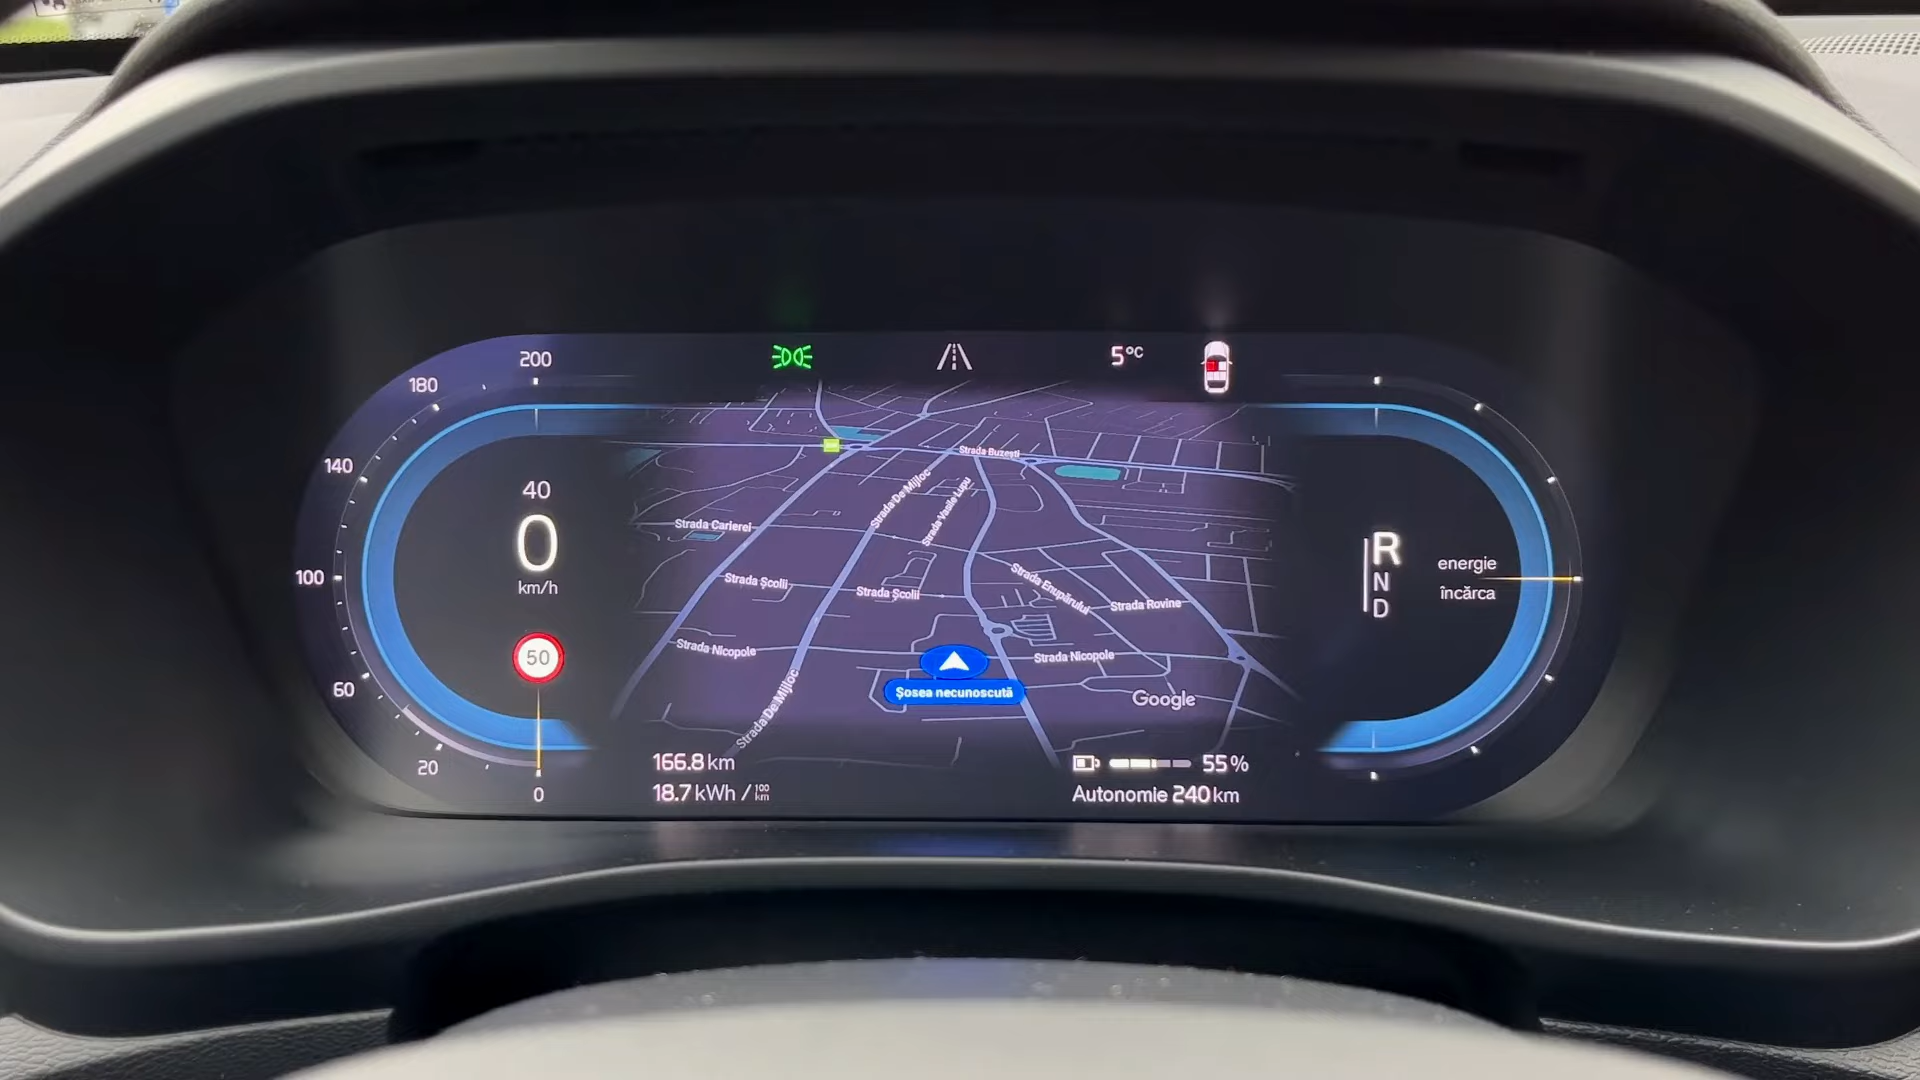 200
5°C
180
140
40
0
km/h
100
50
60
20
0
Strada Buzești
Strada De Mijloc
Strada Vasile Lupu
Strada Carierei
Strada Școlii
Strada Școlii
Strada Enupărului
Strada Rovine
Strada Nicopole
Strada Nicopole
Strada De Mijloc
Șosea necunoscută
Google
R
N
D
energie
încărca
166.8 km
18.7 kWh / 100 km
55%
Autonomie 240 km